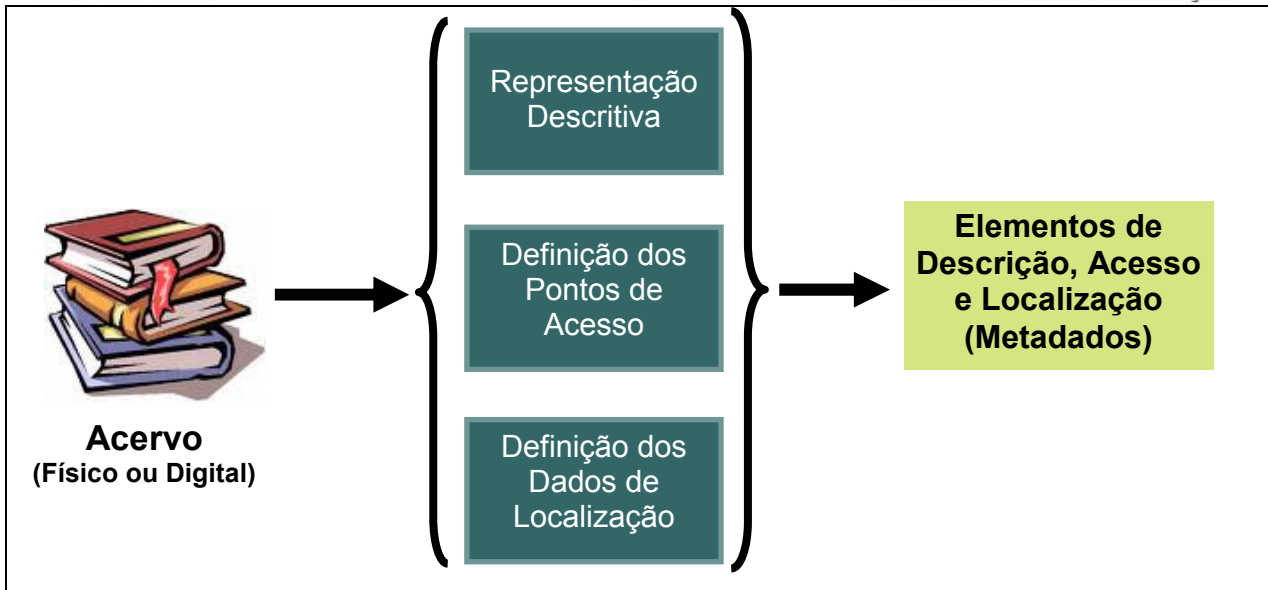 Representação
Descritiva
Definição dos
Pontos de
Acesso
Definição dos
Dados de
Localização
Acervo
(Físico ou Digital)
Elementos de
Descrição, Acesso
e Localização
(Metadados)